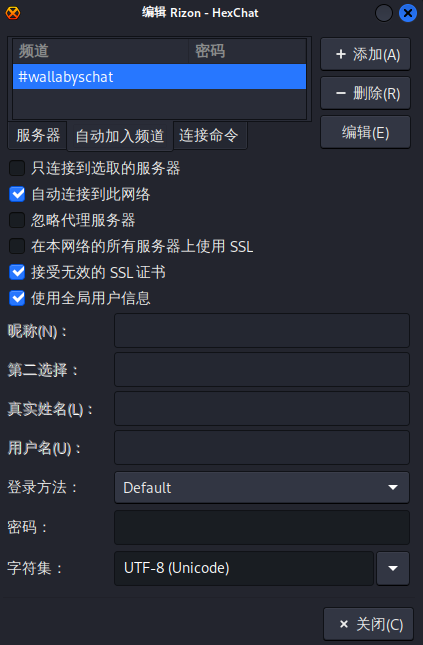 编辑 Rizon - HexChat
频道 密码
#wallabyschat
+ 添加(A)
− 删除(R)
编辑(E)
服务器 自动加入频道 连接命令
只连接到选取的服务器
自动连接到此网络
忽略代理服务器
在本网络的所有服务器上使用 SSL
接受无效的 SSL 证书
使用全局用户信息
昵称(N)：
第二选择：
真实姓名(L)：
用户名(U)：
登录方法： Default
密码：
字符集： UTF-8 (Unicode)
× 关闭(C)